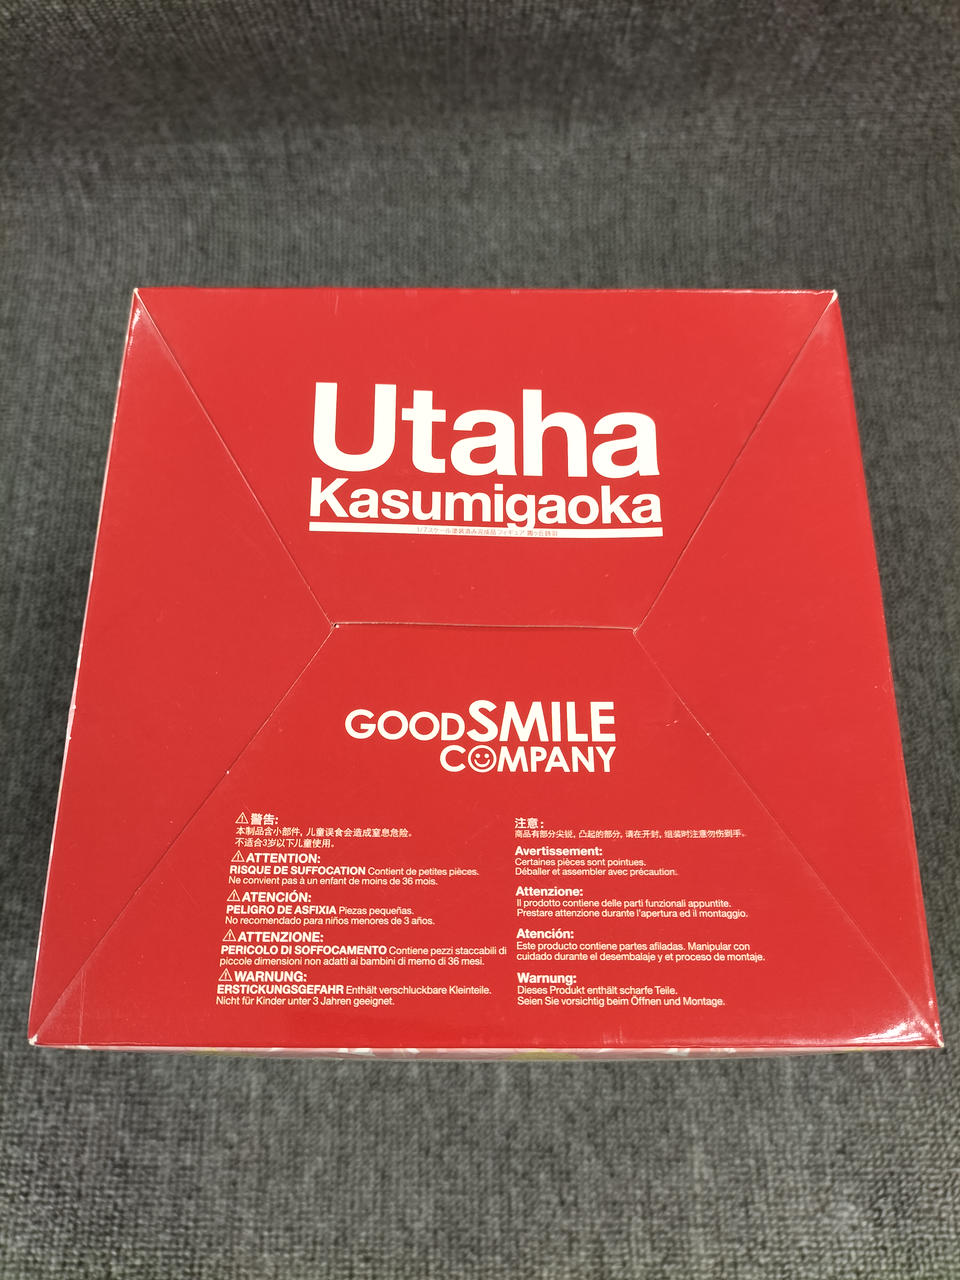 Utaha
Kasumigaoka
1/7スケール塗装済み完成品フィギュア 霞ヶ丘詩羽
GOODSMILE
COMPANY
⚠警告:
本制品含小部件, 儿童误食会造成窒息危险。
不适合3岁以下儿童使用。
⚠ATTENTION:
RISQUE DE SUFFOCATION Contient de petites pièces.
Ne convient pas à un enfant de moins de 36 mois.
⚠ATENCIÓN:
PELIGRO DE ASFIXIA Piezas pequeñas.
No recomendado para niños menores de 3 años.
⚠ATTENZIONE:
PERICOLO DI SOFFOCAMENTO Contiene pezzi staccabili di
piccole dimensioni non adatti ai bambini di memo di 36 mesi.
⚠WARNUNG:
ERSTICKUNGSGEFAHR Enthält verschluckbare Kleinteile.
Nicht für Kinder unter 3 Jahren geeignet.
注意:
商品有部分尖锐, 凸起的部分, 请在开封, 组装时注意勿伤到手。
Avertissement:
Certaines pièces sont pointues.
Déballer et assembler avec précaution.
Attenzione:
Il prodotto contiene delle parti funzionali appuntite.
Prestare attenzione durante l'apertura ed il montaggio.
Atención:
Este producto contiene partes afiladas. Manipular con
cuidado durante el desembalaje y et proceso de montaje.
Warnung:
Dieses Produkt enthält scharfe Teile.
Seien Sie vorsichtig beim Öffnen und Montage.